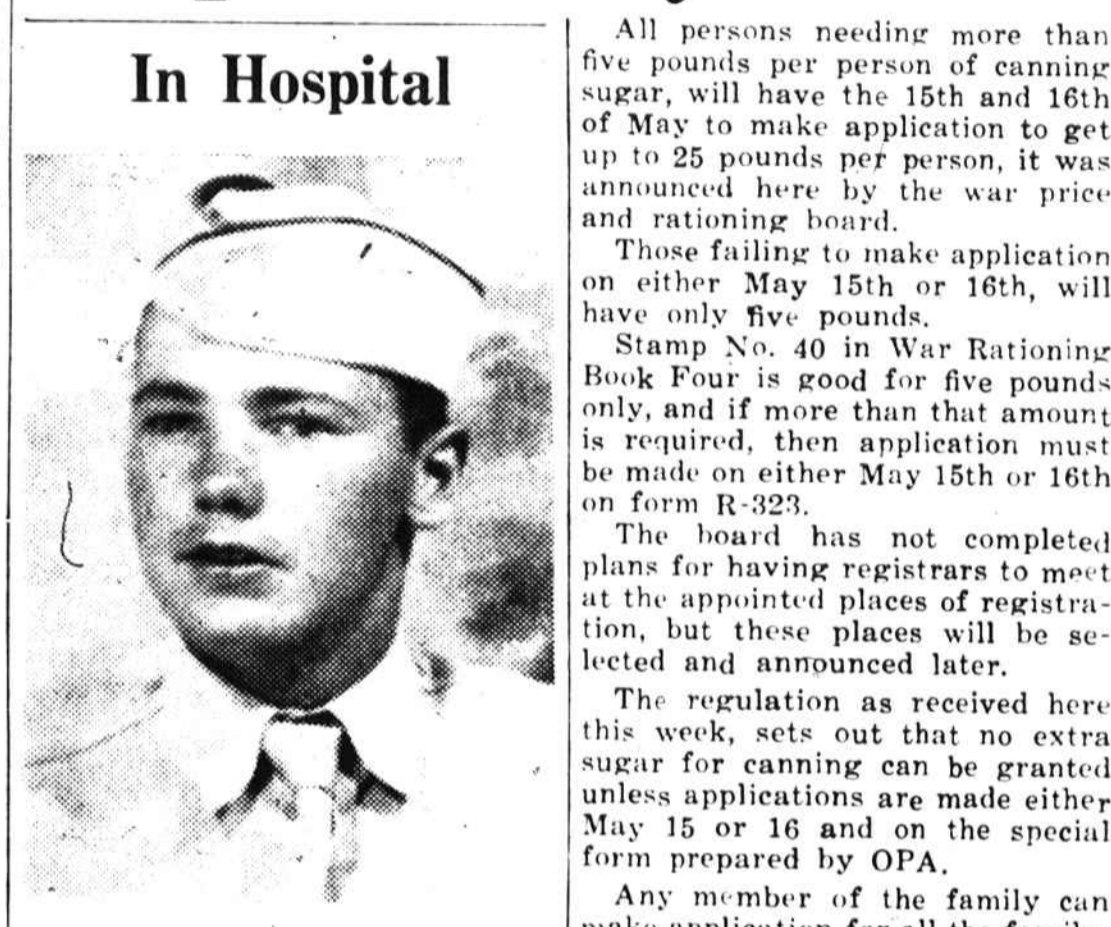 In Hospital
All persons needing more than
five pounds per person of canning
sugar, will have the 15th and 16th
of May to make application to get
up to 25 pounds per person, it was
announced here by the war price
and rationing board.
Those failing to make application
on either May 15th or 16th, will
have only five pounds.
Stamp No. 40 in War Rationing
Book Four is good for five pounds
only, and if more than that amount
is required, then application must
be made on either May 15th or 16th
on form R-323.
The board has not completed
plans for having registrars to meet
at the appointed places of registra-
tion, but these places will be se-
lected and announced later.
The regulation as received here
this week, sets out that no extra
sugar for canning can be granted
unless applications are made either
May 15 or 16 and on the special
form prepared by OPA.
Any member of the family can